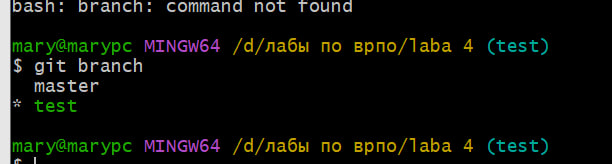 bash: branch: command not found
mary@marypc MINGW64 /d/лабы по врпо/laba 4 (test)
$ git branch
  master
* test
mary@marypc MINGW64 /d/лабы по врпо/laba 4 (test)
$